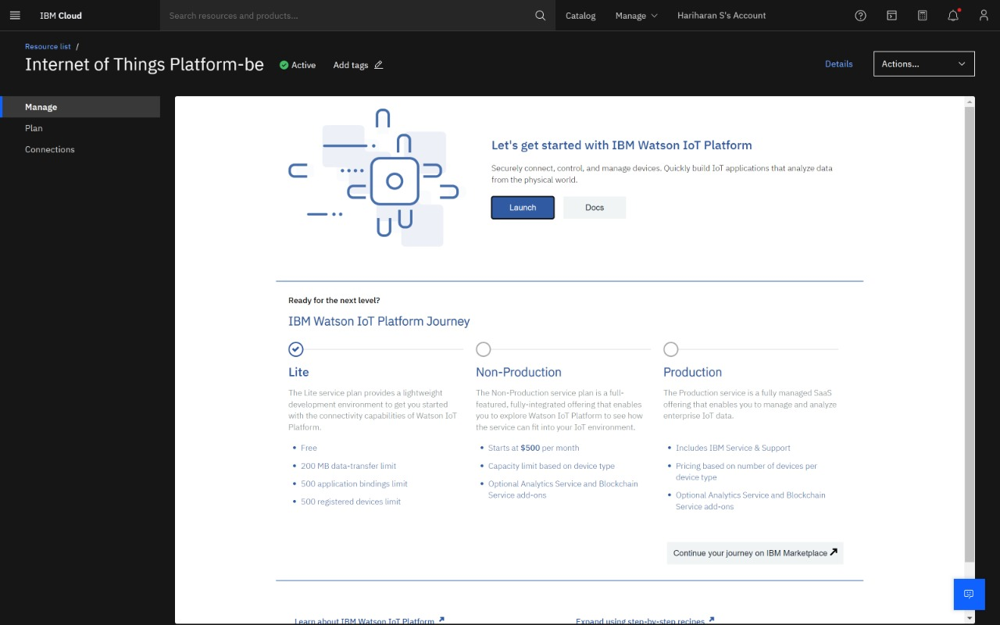 IBM Cloud
Search resources and products...
Catalog
Manage
Hariharan S's Account
Resource list /
Internet of Things Platform-be
Active
Add tags
Details
Actions...
Manage
Plan
Connections
Let's get started with IBM Watson IoT Platform
Securely connect, control, and manage devices. Quickly build IoT applications that analyze data
from the physical world.
Launch
Docs
Ready for the next level?
IBM Watson IoT Platform Journey
Lite
The Lite service plan provides a lightweight
development environment to get you started
with the connectivity capabilities of Watson IoT
Platform.
• Free
• 200 MB data-transfer limit
• 500 application bindings limit
• 500 registered devices limit
Non-Production
The Non-Production service plan is a full-
featured, fully-integrated offering that enables
you to explore Watson IoT Platform to see how
the service can fit into your IoT environment.
• Starts at $500 per month
• Capacity limit based on device type
• Optional Analytics Service and Blockchain
Service add-ons
Production
The Production service is a fully managed SaaS
offering that enables you to manage and analyze
enterprise IoT data.
• Includes IBM Service & Support
• Pricing based on number of devices per
device type
• Optional Analytics Service and Blockchain
Service add-ons
Continue your journey on IBM Marketplace
Learn about IBM Watson IoT Platform
Expand using step-by-step recipes